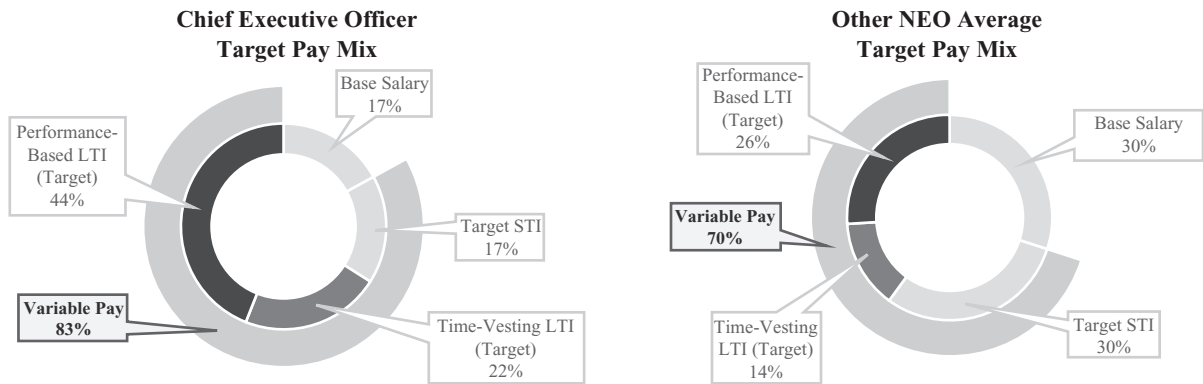 Chief Executive Officer
Target Pay Mix
Base Salary
17%
Performance-
Based LTI
(Target)
44%
Target STI
17%
Variable Pay
83%
Time-Vesting LTI
(Target)
22%
Other NEO Average
Target Pay Mix
Performance-
Based LTI
(Target)
26%
Base Salary
30%
Variable Pay
70%
Time-Vesting
LTI (Target)
14%
Target STI
30%